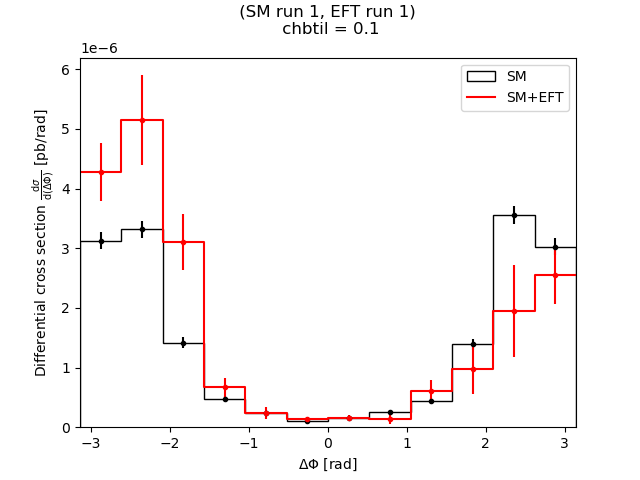 (SM run 1, EFT run 1)
chbtil = 0.1
1e−6
6
5
4
3
2
1
0
Differential cross section dσ/d(ΔΦ) [pb/rad]
SM
SM+EFT
−3 −2 −1 0 1 2 3
ΔΦ [rad]